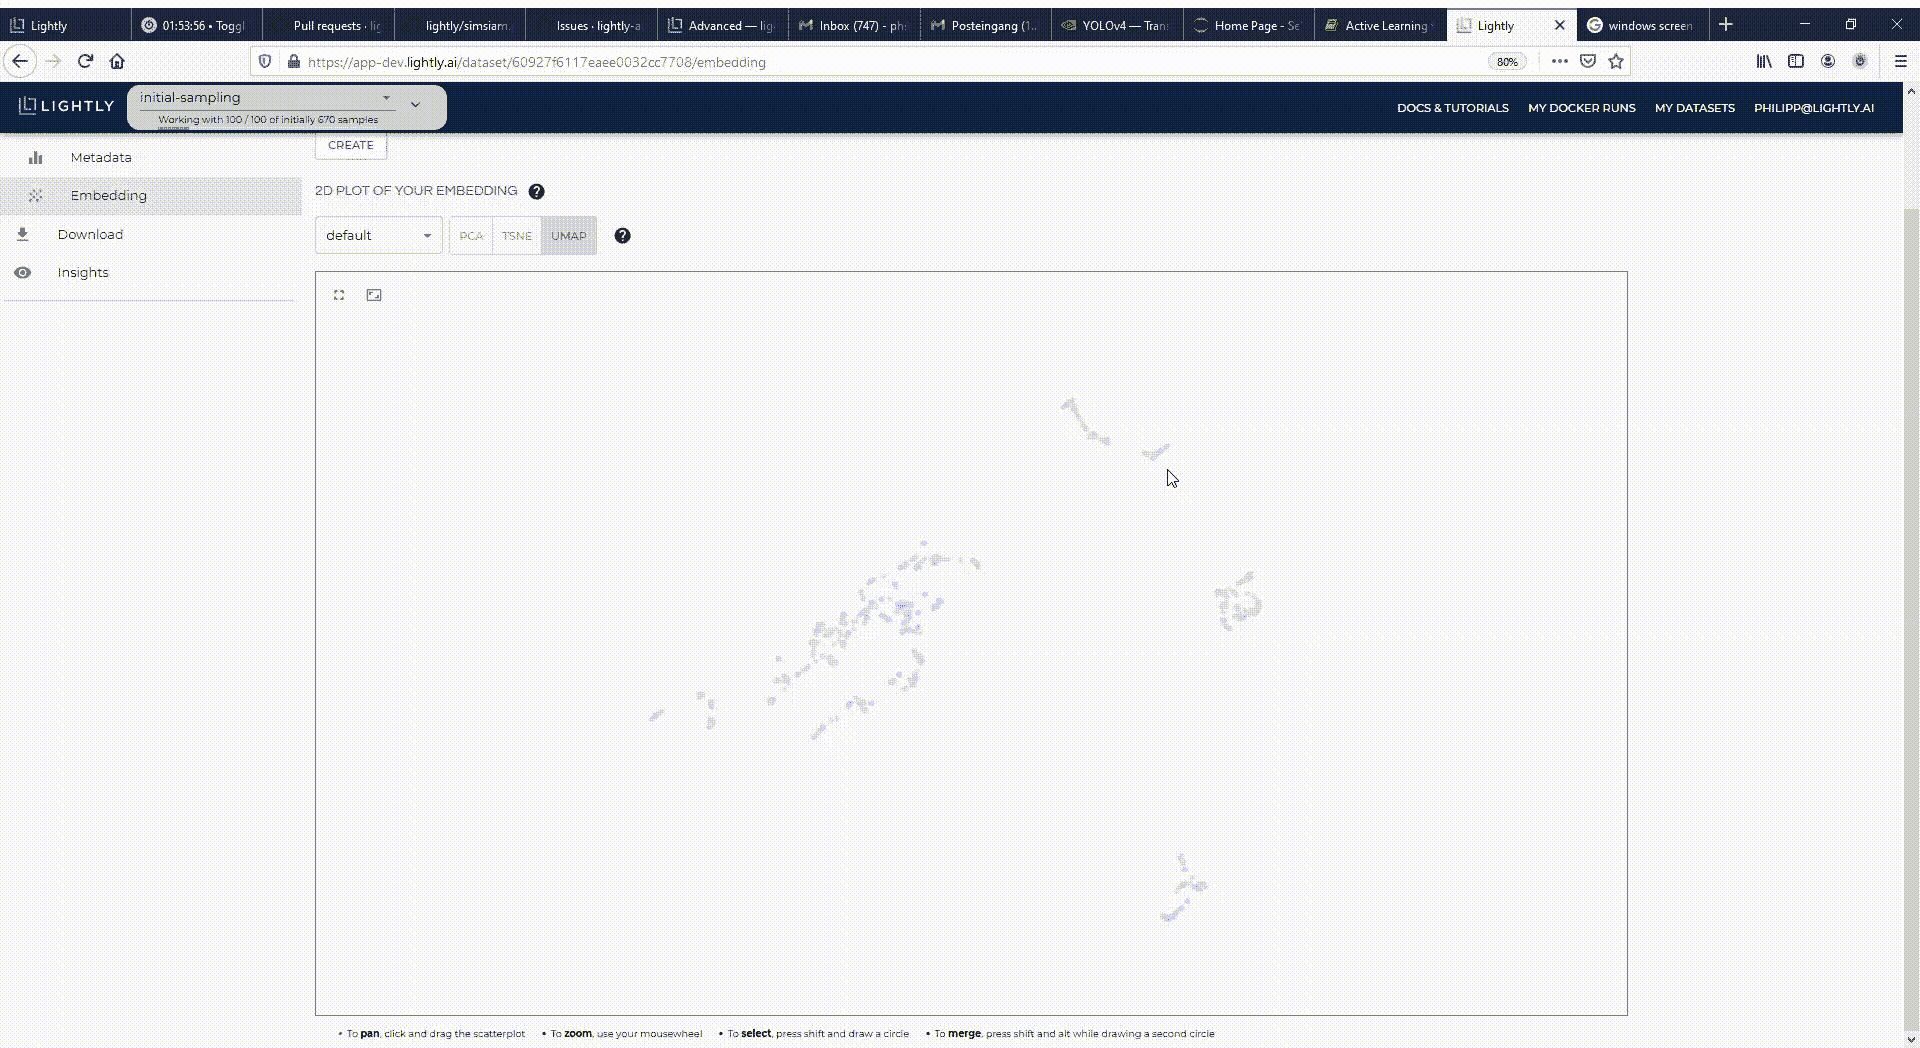 Lightly
01:53:56 • Toggl
Pull requests · lig
lightly/simsiam.
Issues · lightly-a
Advanced — lig
Inbox (747) - ph
Posteingang (1.
YOLOv4 — Tran
Home Page - Se
Active Learning
Lightly
windows screen
https://app-dev.lightly.ai/dataset/60927f6117eaee0032cc7708/embedding
80%
LIGHTLY
initial-sampling
Working with 100 / 100 of initially 670 samples
DOCS & TUTORIALS
MY DOCKER RUNS
MY DATASETS
PHILIPP@LIGHTLY.AI
Metadata
Embedding
Download
Insights
CREATE
2D PLOT OF YOUR EMBEDDING ?
default
PCA
TSNE
UMAP
?
• To pan, click and drag the scatterplot • To zoom, use your mousewheel • To select, press shift and draw a circle • To merge, press shift and alt while drawing a second circle